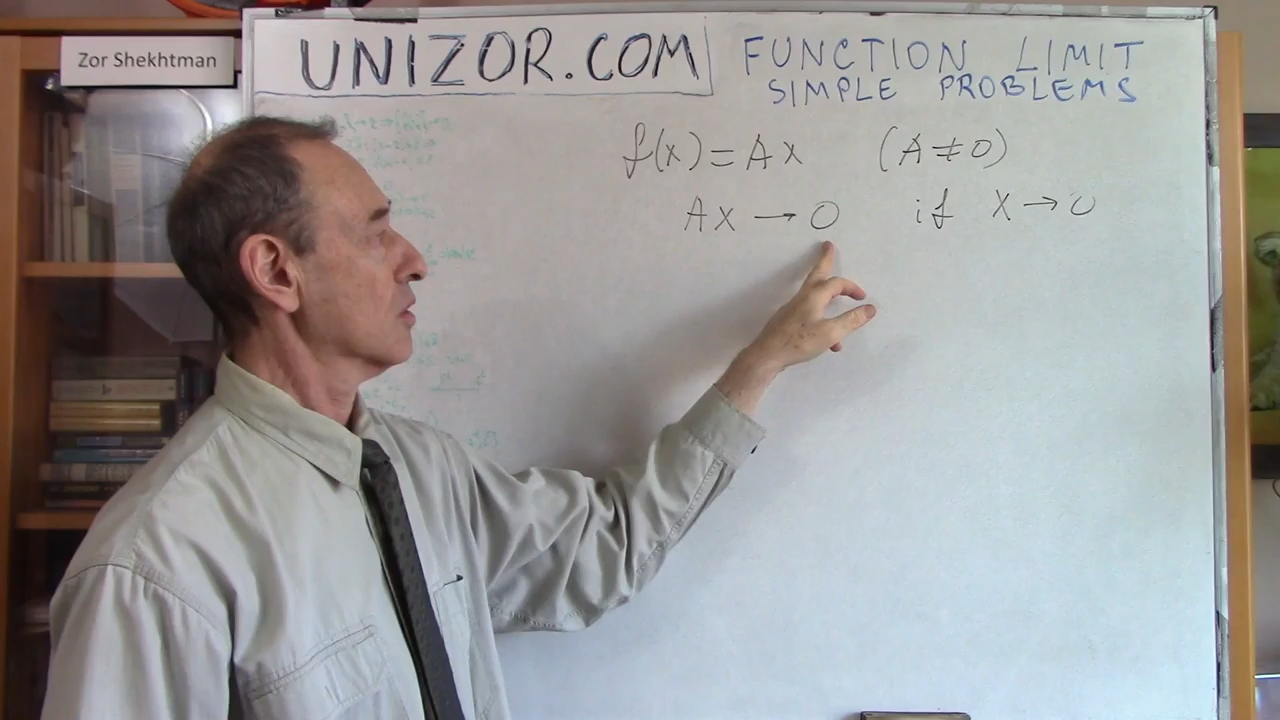 Zor Shekhtman
UNIZOR.COM
FUNCTION LIMIT
SIMPLE PROBLEMS
f(x) = Ax (A ≠ 0)
Ax → 0 if x → 0